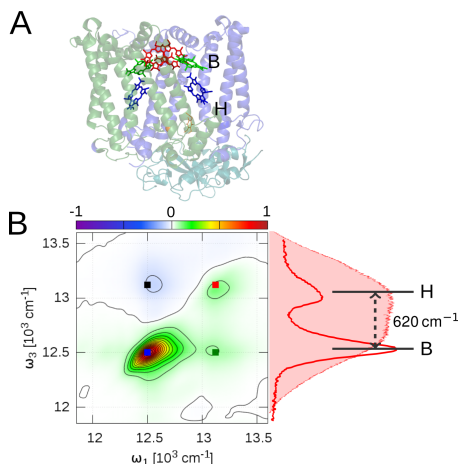 A
B
H
B
-1 0 1
13.5
13
12.5
12
ω₃ [10³ cm⁻¹]
12 12.5 13 13.5
ω₁ [10³ cm⁻¹]
H
620 cm⁻¹
B